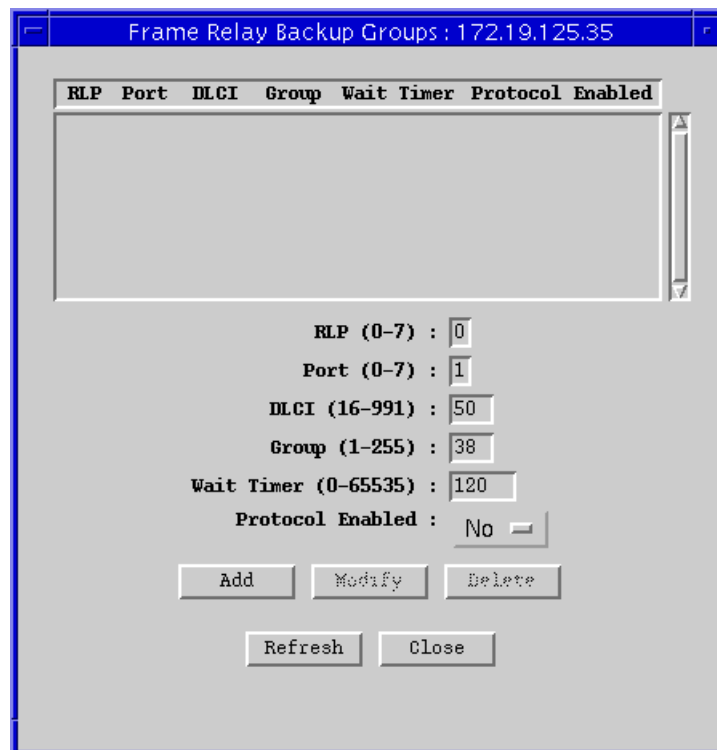 Frame Relay Backup Groups : 172.19.125.35
RLP Port DLCI Group Wait Timer Protocol Enabled
RLP (0-7) : 0
Port (0-7) : 1
DLCI (16-991) : 50
Group (1-255) : 38
Wait Timer (0-65535) : 120
Protocol Enabled : No
Add Modify Delete
Refresh Close